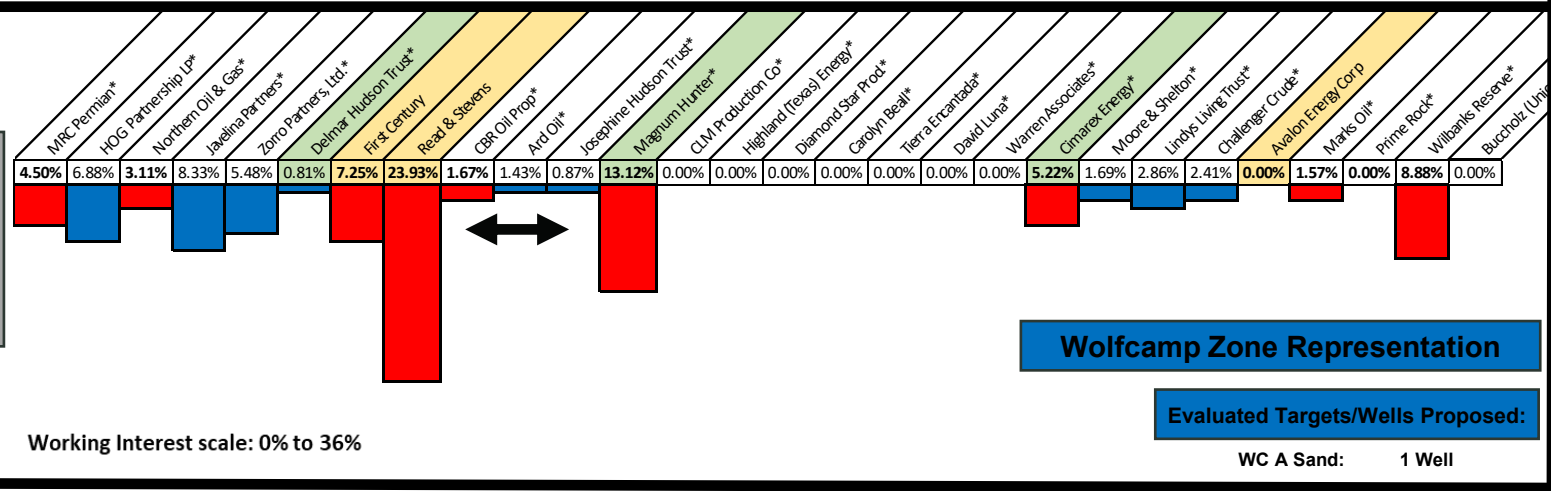 MRC Permian*
HOG Partnership LP*
Northern Oil & Gas*
Javelina Partners*
Zorro Partners, Ltd.*
Delmar Hudson Trust*
First Century
Read & Stevens
CBR Oil Prop*
Ard Oil*
Josephine Hudson Trust*
Magnum Hunter*
CLM Production Co*
Highland (Texas) Energy*
Diamond Star Prod.*
Carolyn Beall*
Tierra Encantada*
David Luna*
Warren Associates*
Cimarex Energy*
Moore & Shelton*
Lindys Living Trust*
Challenger Crude*
Avalon Energy Corp
Marks Oil*
Prime Rock*
Wilbanks Reserve*
Buccholz (Unio
4.50% 6.88% 3.11% 8.33% 5.48% 0.81% 7.25% 23.93% 1.67% 1.43% 0.87% 13.12% 0.00% 0.00% 0.00% 0.00% 0.00% 0.00% 0.00% 5.22% 1.69% 2.86% 2.41% 0.00% 1.57% 0.00% 8.88% 0.00%
Wolfcamp Zone Representation
Evaluated Targets/Wells Proposed:
Working Interest scale: 0% to 36%
WC A Sand: 1 Well